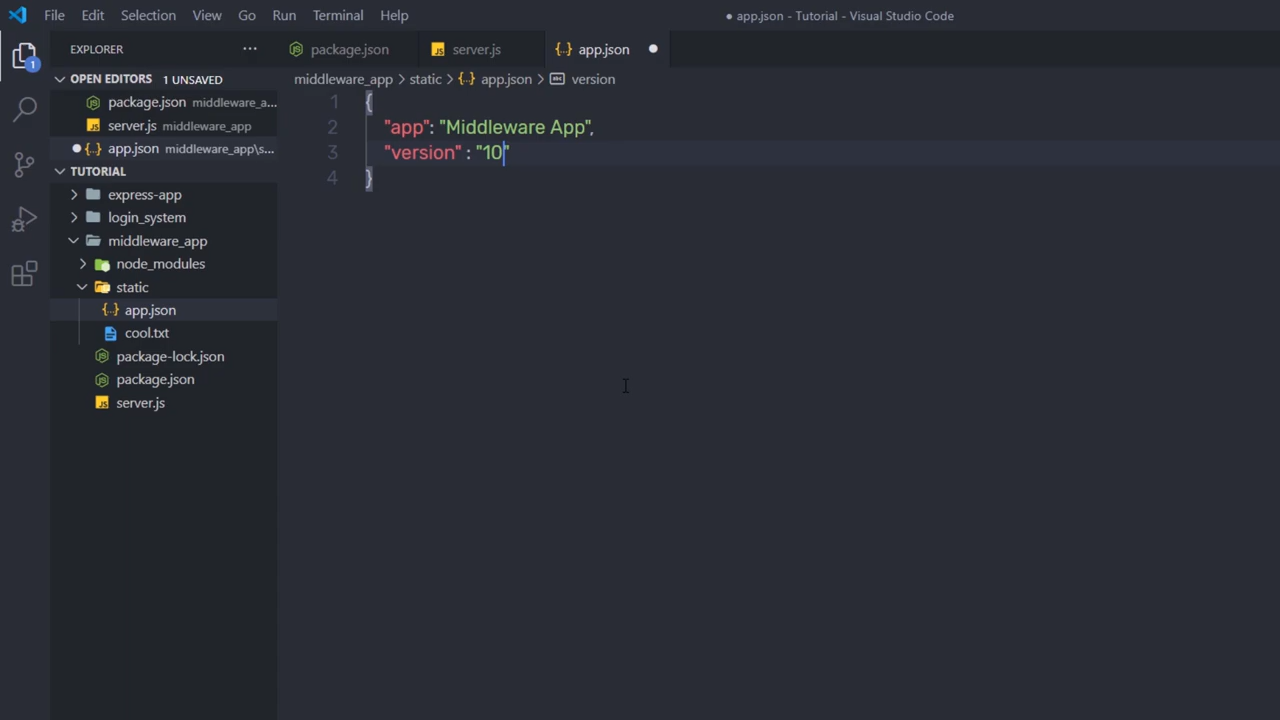 File Edit Selection View Go Run Terminal Help
● app.json - Tutorial - Visual Studio Code
EXPLORER ...
package.json
server.js
{..} app.json ●
OPEN EDITORS 1 UNSAVED
package.json middleware_a...
server.js middleware_app
● {..} app.json middleware_app\s...
TUTORIAL
express-app
login_system
middleware_app
node_modules
static
{..} app.json
cool.txt
package-lock.json
package.json
server.js
1
middleware_app > static > {..} app.json > abc version
1 {
2 "app": "Middleware App",
3 "version" : "10"
4 }